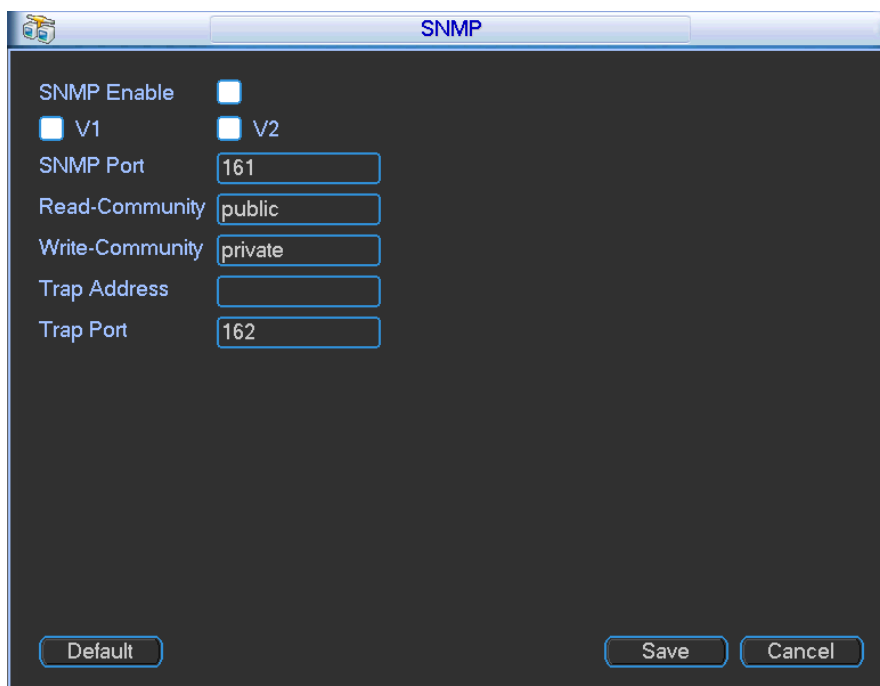 SNMP
SNMP Enable
V1 V2
SNMP Port 161
Read-Community public
Write-Community private
Trap Address
Trap Port 162
Default Save Cancel